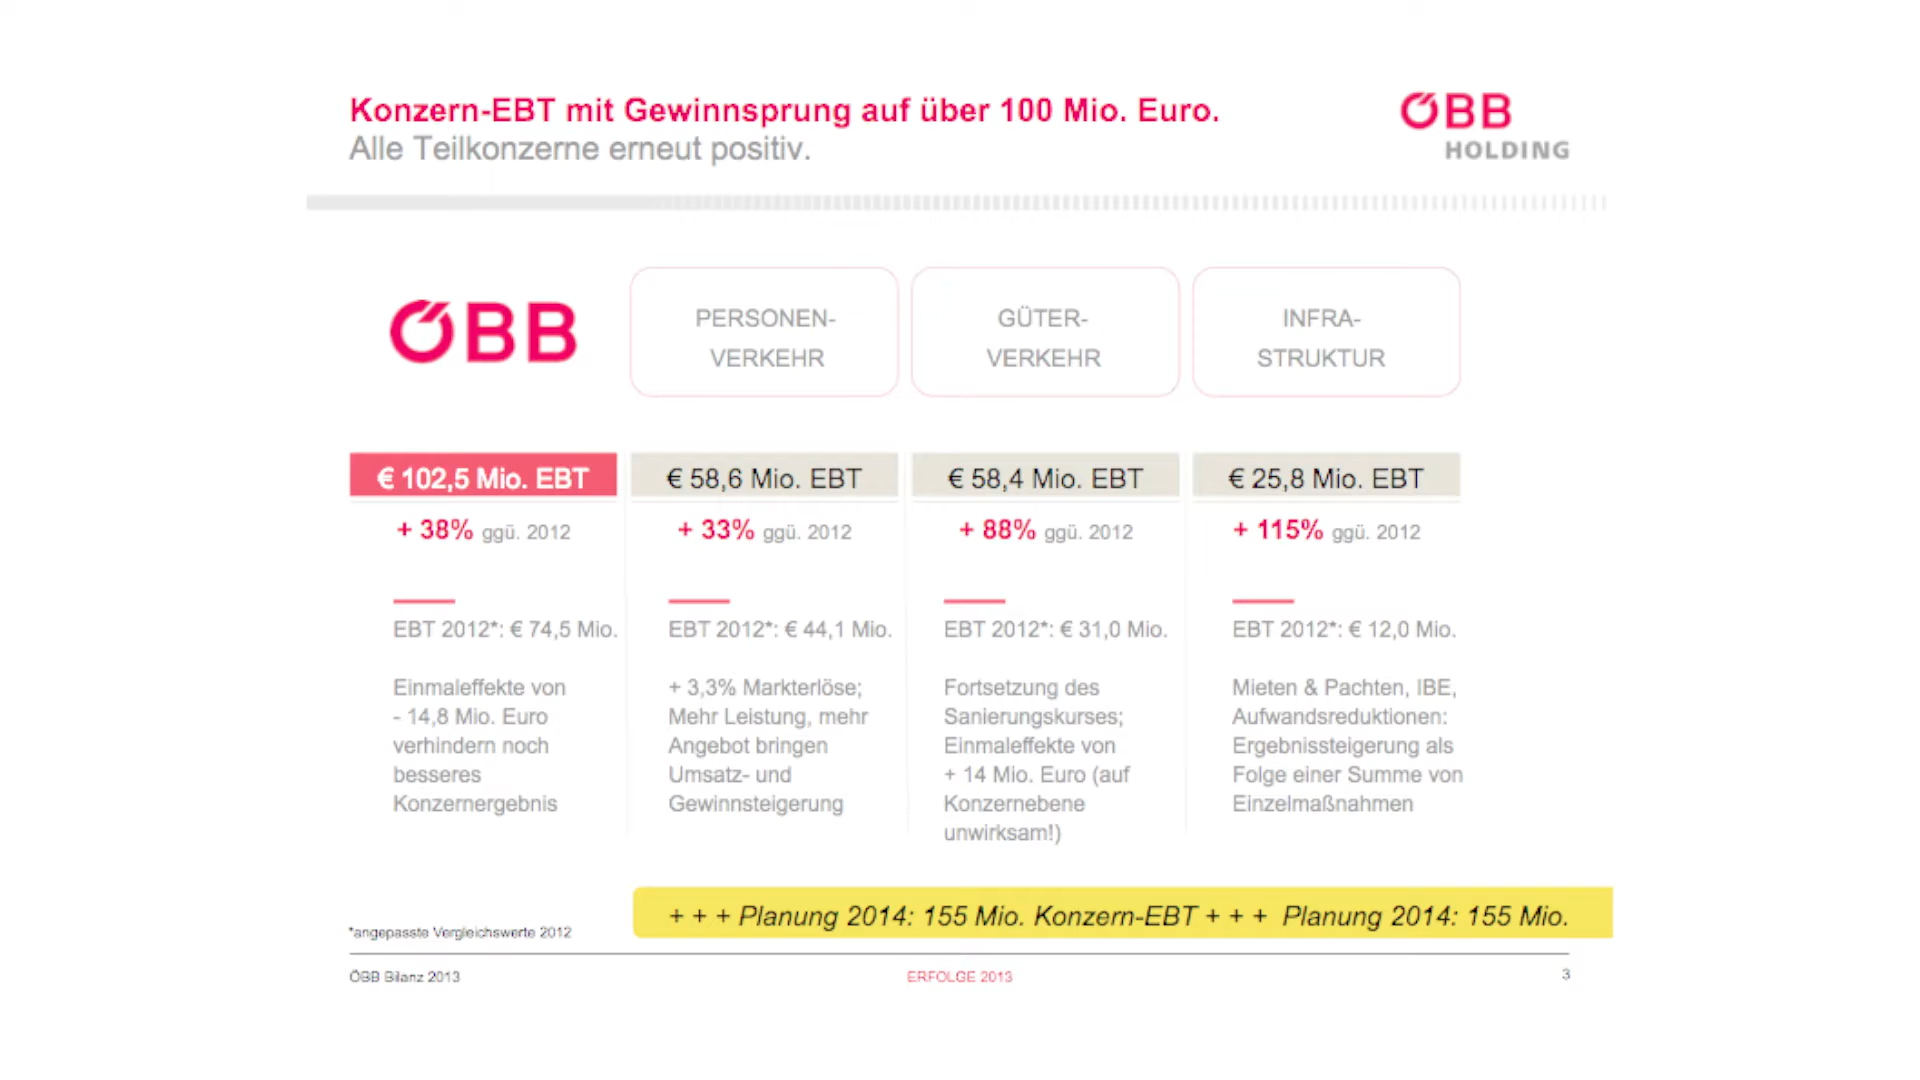 Konzern-EBT mit Gewinnsprung auf über 100 Mio. Euro.
Alle Teilkonzerne erneut positiv.
ÖBB
HOLDING
ÖBB
PERSONEN-
VERKEHR
GÜTER-
VERKEHR
INFRA-
STRUKTUR
€ 102,5 Mio. EBT
+ 38% ggü. 2012
EBT 2012*: € 74,5 Mio.
Einmaleffekte von
- 14,8 Mio. Euro
verhindern noch
besseres
Konzernergebnis
€ 58,6 Mio. EBT
+ 33% ggü. 2012
EBT 2012*: € 44,1 Mio.
+ 3,3% Markterlöse;
Mehr Leistung, mehr
Angebot bringen
Umsatz- und
Gewinnsteigerung
€ 58,4 Mio. EBT
+ 88% ggü. 2012
EBT 2012*: € 31,0 Mio.
Fortsetzung des
Sanierungskurses;
Einmaleffekte von
+ 14 Mio. Euro (auf
Konzernebene
unwirksam!)
€ 25,8 Mio. EBT
+ 115% ggü. 2012
EBT 2012*: € 12,0 Mio.
Mieten & Pachten, IBE,
Aufwandsreduktionen:
Ergebnissteigerung als
Folge einer Summe von
Einzelmaßnahmen
+ + + Planung 2014: 155 Mio. Konzern-EBT + + + Planung 2014: 155 Mio.
*angepasste Vergleichswerte 2012
ÖBB Bilanz 2013
ERFOLGE 2013
3